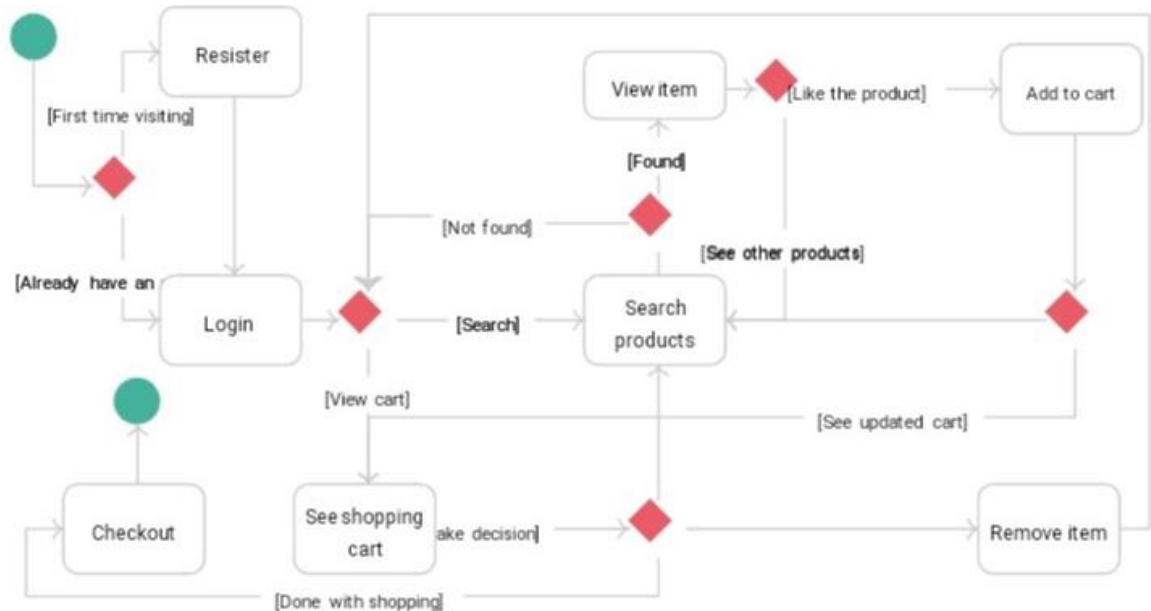 Resister
View item
[Like the product]
Add to cart
[First time visiting]
[Found]
[Not found]
[See other products]
[Already have an
Login
[Search]
Search
products
[View cart]
[See updated cart]
Checkout
See shopping
cart
ake decision]
Remove item
[Done with shopping]